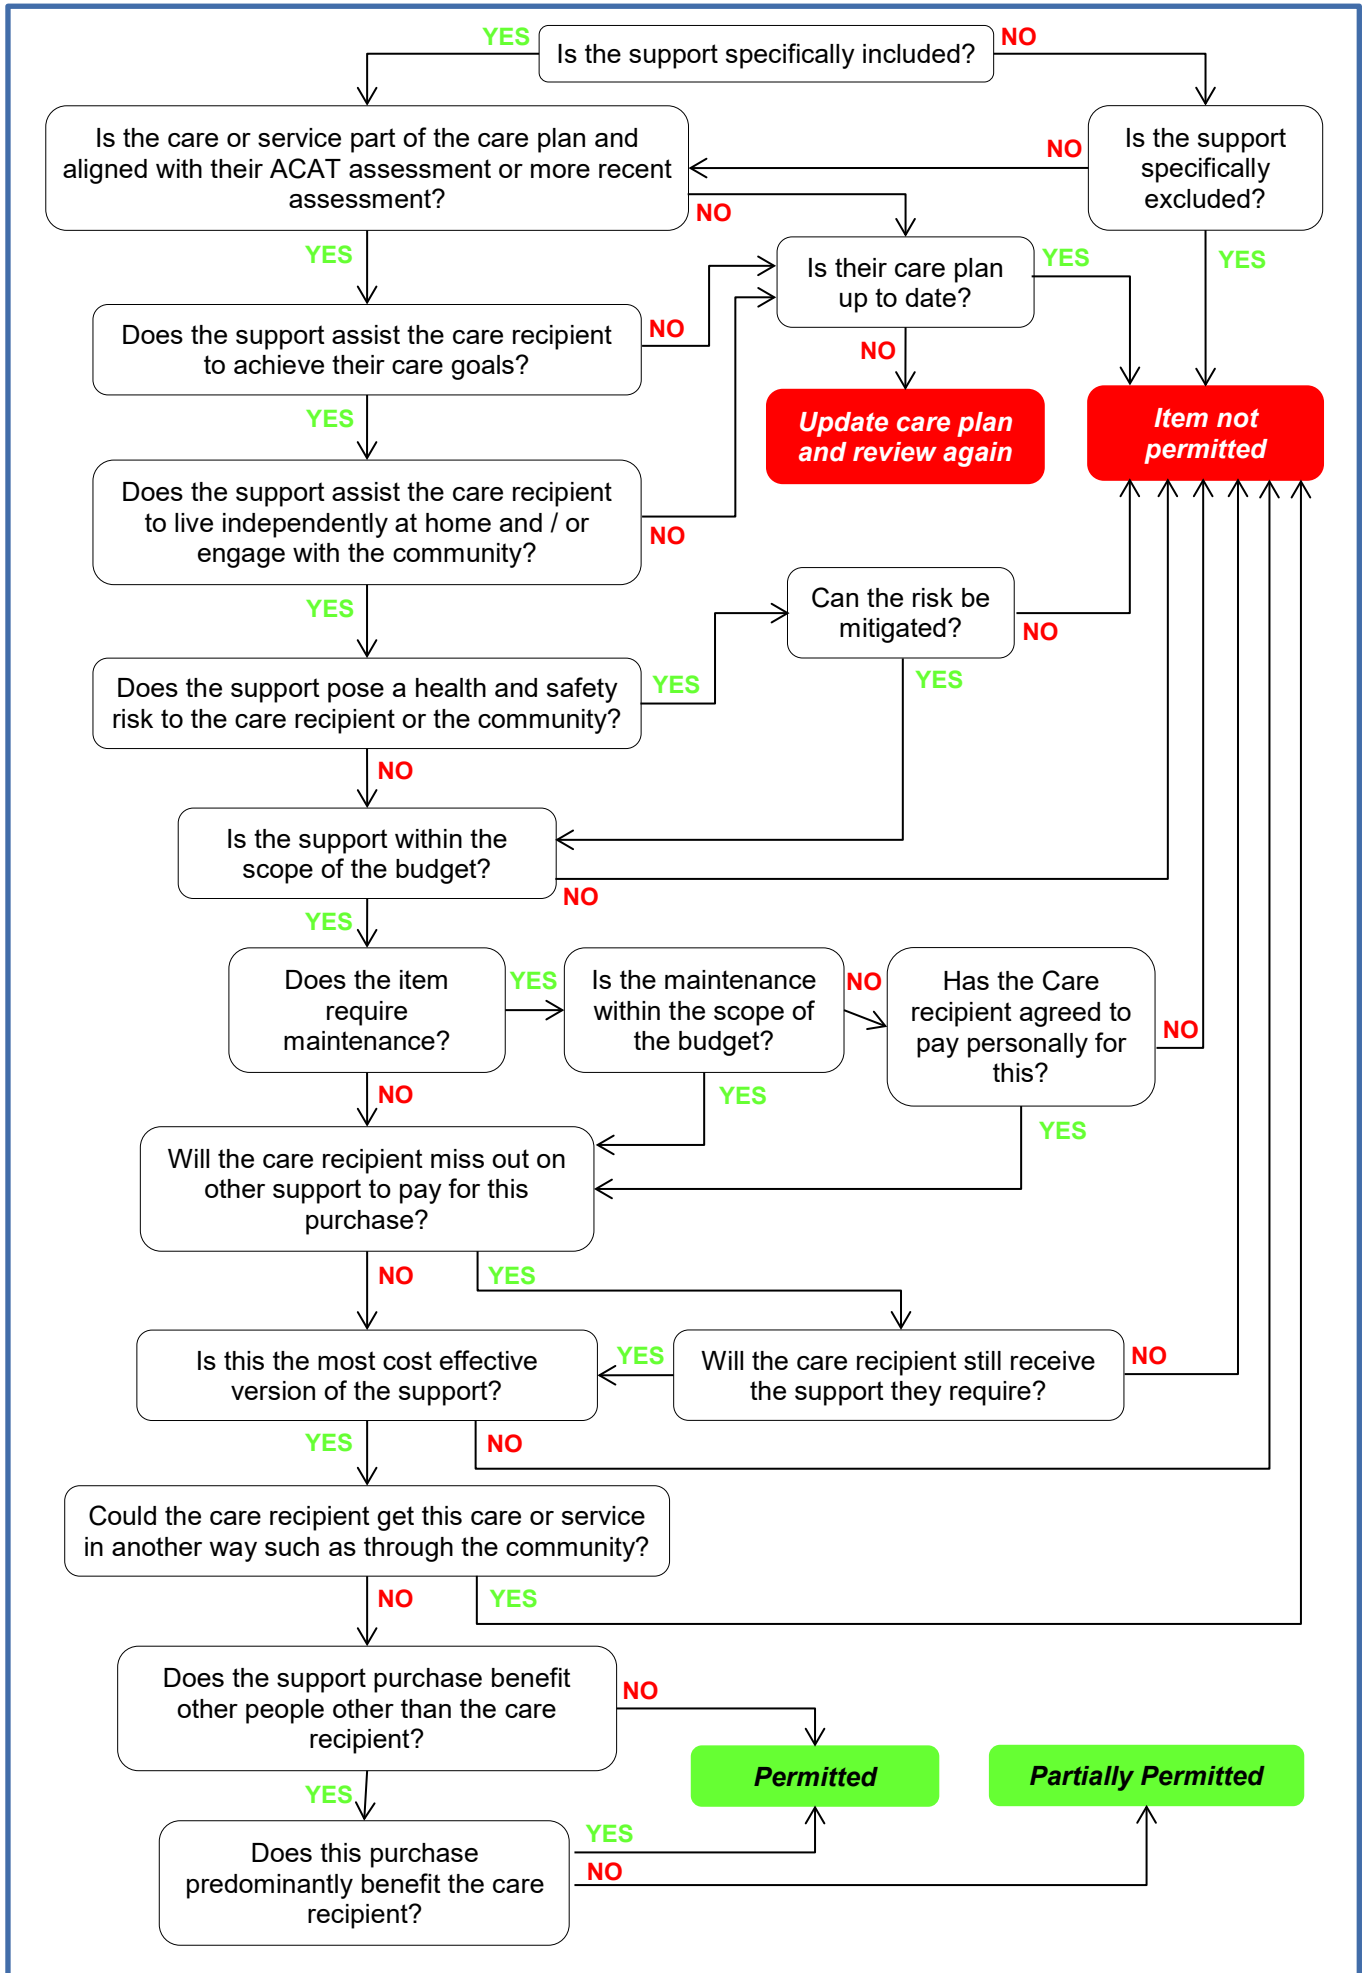 YES
Is the support specifically included?
NO
Is the care or service part of the care plan and
aligned with their ACAT assessment or more recent
assessment?
NO
Is the support
specifically
excluded?
NO
YES
Is their care plan
up to date?
YES
YES
Does the support assist the care recipient
to achieve their care goals?
NO
NO
YES
Update care plan
and review again
Item not
permitted
Does the support assist the care recipient
to live independently at home and / or
engage with the community?
NO
YES
Can the risk be
mitigated?
NO
YES
Does the support pose a health and safety
risk to the care recipient or the community?
YES
NO
Is the support within the
scope of the budget?
NO
YES
Does the item
require
maintenance?
YES
Is the maintenance
within the scope of
the budget?
NO
Has the Care
recipient agreed to
pay personally for
this?
NO
NO
YES
YES
Will the care recipient miss out on
other support to pay for this
purchase?
NO
YES
Is this the most cost effective
version of the support?
YES
Will the care recipient still receive
the support they require?
NO
YES
NO
Could the care recipient get this care or service
in another way such as through the community?
NO
YES
Does the support purchase benefit
other people other than the care
recipient?
NO
Permitted
Partially Permitted
YES
Does this purchase
predominantly benefit the care
recipient?
YES
NO